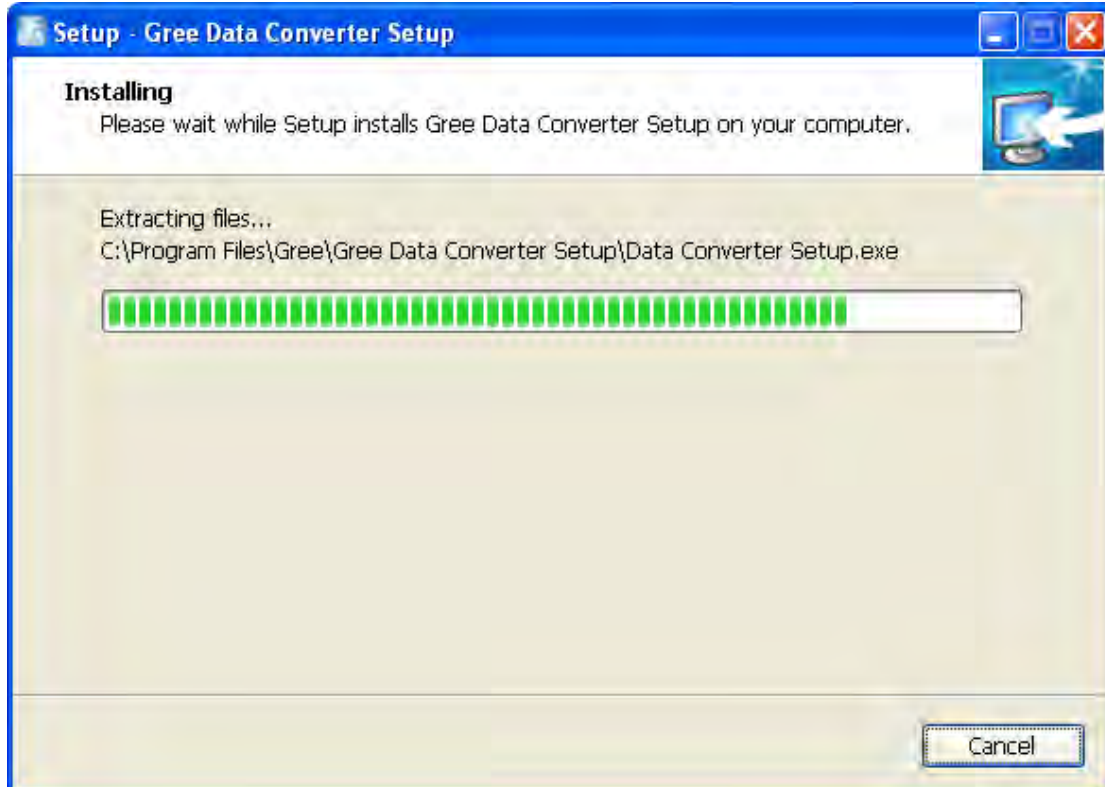 Setup - Gree Data Converter Setup
Installing
Please wait while Setup installs Gree Data Converter Setup on your computer.
Extracting files...
C:\Program Files\Gree\Gree Data Converter Setup\Data Converter Setup.exe
Cancel